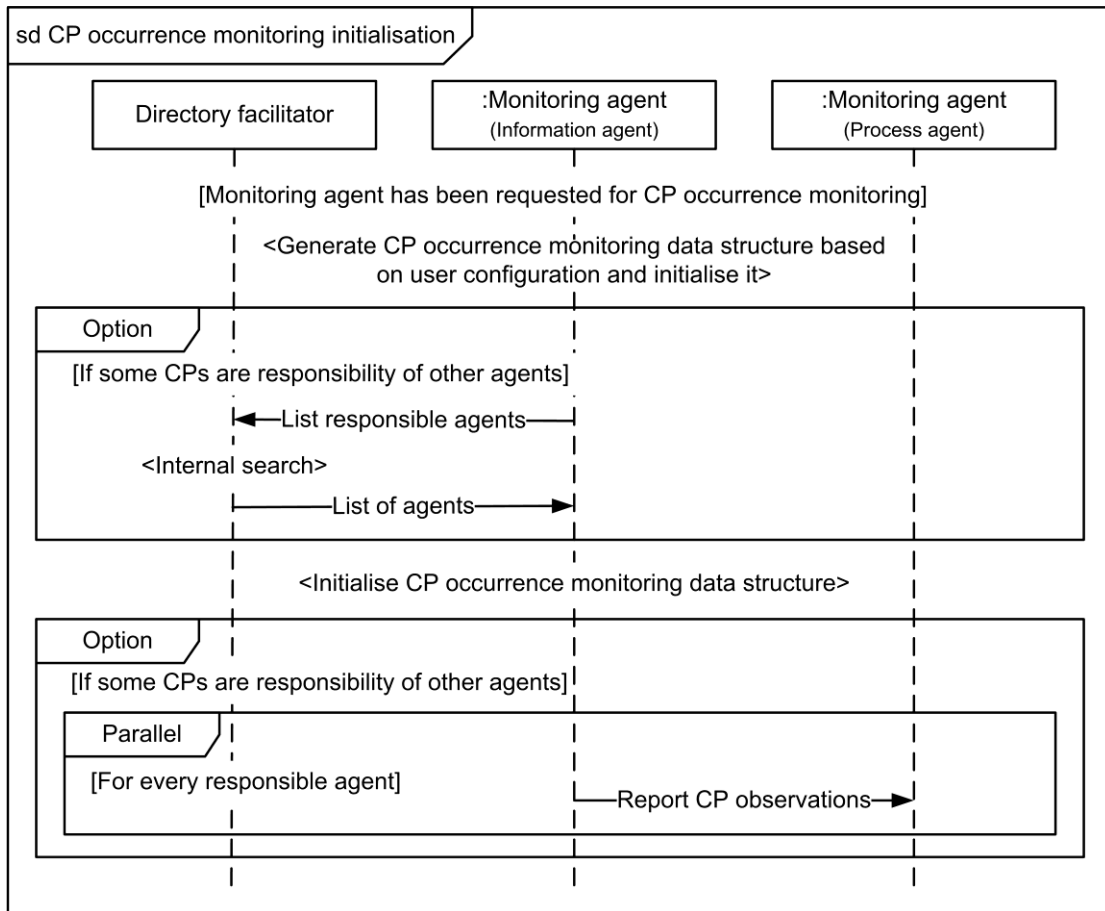 sd CP occurrence monitoring initialisation
Directory facilitator
:Monitoring agent
(Information agent)
:Monitoring agent
(Process agent)
[Monitoring agent has been requested for CP occurrence monitoring]
<Generate CP occurrence monitoring data structure based
on user configuration and initialise it>
Option
[If some CPs are responsibility of other agents]
List responsible agents
<Internal search>
List of agents
<Initialise CP occurrence monitoring data structure>
Option
[If some CPs are responsibility of other agents]
Parallel
[For every responsible agent]
Report CP observations